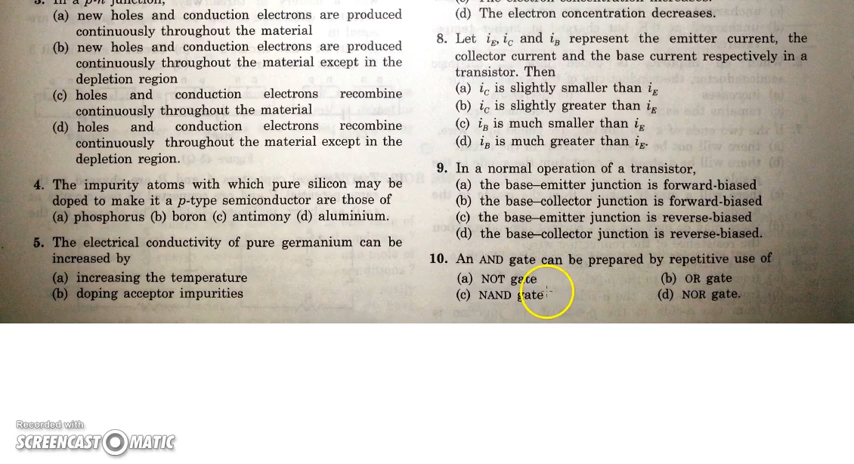 3. In a p-n junction,
(a) new holes and conduction electrons are produced
continuously throughout the material
(b) new holes and conduction electrons are produced
continuously throughout the material except in the
depletion region
(c) holes and conduction electrons recombine
continuously throughout the material
(d) holes and conduction electrons recombine
continuously throughout the material except in the
depletion region.
4. The impurity atoms with which pure silicon may be
doped to make it a p-type semiconductor are those of
(a) phosphorus (b) boron (c) antimony (d) aluminium.
5. The electrical conductivity of pure germanium can be
increased by
(a) increasing the temperature
(b) doping acceptor impurities
(d) The electron concentration decreases.
8. Let iE, iC and iB represent the emitter current, the
collector current and the base current respectively in a
transistor. Then
(a) iC is slightly smaller than iE
(b) iC is slightly greater than iE
(c) iB is much smaller than iE
(d) iB is much greater than iE.
9. In a normal operation of a transistor,
(a) the base–emitter junction is forward-biased
(b) the base–collector junction is forward-biased
(c) the base–emitter junction is reverse-biased
(d) the base–collector junction is reverse-biased.
10. An AND gate can be prepared by repetitive use of
(a) NOT gate (b) OR gate
(c) NAND gate (d) NOR gate.
Recorded with
SCREENCAST-O-MATIC